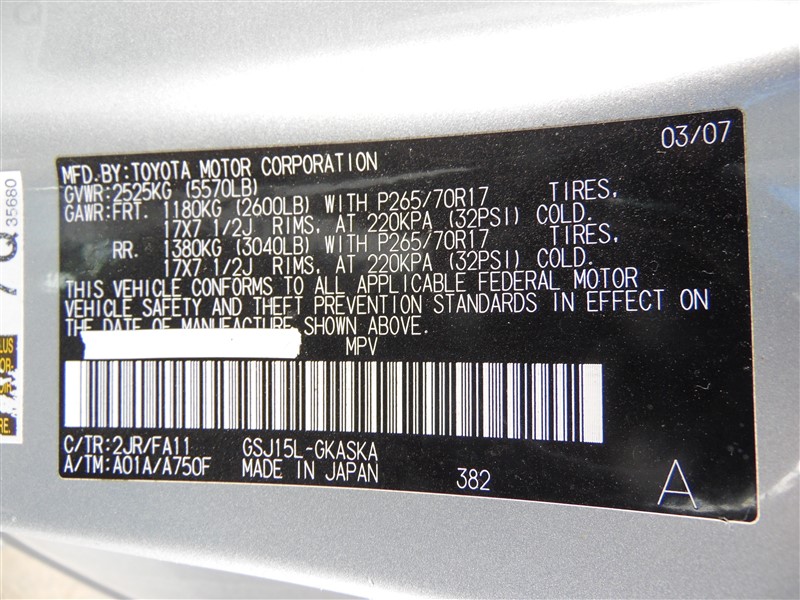 03/07
MFD.BY:TOYOTA MOTOR CORPORATION
GVWR:2525KG (5570LB)
GAWR:FRT. 1180KG (2600LB) WITH P265/70R17 TIRES,
17X7 1/2J RIMS, AT 220KPA (32PSI) COLD.
RR. 1380KG (3040LB) WITH P265/70R17 TIRES,
17X7 1/2J RIMS, AT 220KPA (32PSI) COLD.
THIS VEHICLE CONFORMS TO ALL APPLICABLE FEDERAL MOTOR
VEHICLE SAFETY AND THEFT PREVENTION STANDARDS IN EFFECT ON
THE DATE OF MANUFACTURE SHOWN ABOVE.
MPV
C/TR:2JR/FA11 GSJ15L-GKASKA
A/TM:A01A/A750F MADE IN JAPAN 382
A
35680